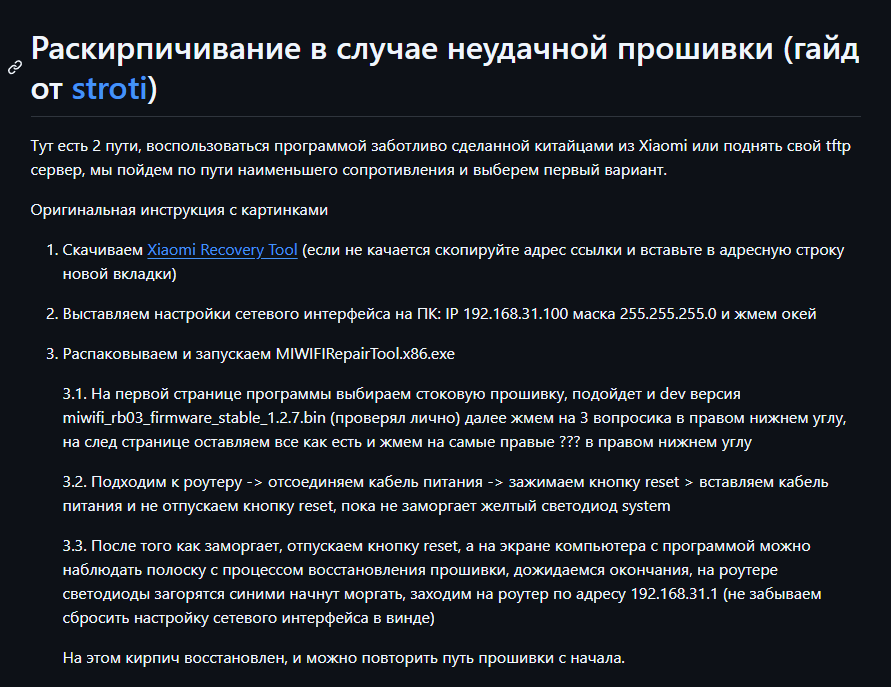 Раскирпичивание в случае неудачной прошивки (гайд
от stroti)
Тут есть 2 пути, воспользоваться программой заботливо сделанной китайцами из Xiaomi или поднять свой tftp
сервер, мы пойдем по пути наименьшего сопротивления и выберем первый вариант.
Оригинальная инструкция с картинками
1. Скачиваем Xiaomi Recovery Tool (если не качается скопируйте адрес ссылки и вставьте в адресную строку
новой вкладки)
2. Выставляем настройки сетевого интерфейса на ПК: IP 192.168.31.100 маска 255.255.255.0 и жмем окей
3. Распаковываем и запускаем MIWIFIRepairTool.x86.exe
3.1. На первой странице программы выбираем стоковую прошивку, подойдет и dev версия
miwifi_rb03_firmware_stable_1.2.7.bin (проверял лично) далее жмем на 3 вопросика в правом нижнем углу,
на след странице оставляем все как есть и жмем на самые правые ??? в правом нижнем углу
3.2. Подходим к роутеру -> отсоединяем кабель питания -> зажимаем кнопку reset > вставляем кабель
питания и не отпускаем кнопку reset, пока не заморгает желтый светодиод system
3.3. После того как заморгает, отпускаем кнопку reset, а на экране компьютера с программой можно
наблюдать полоску с процессом восстановления прошивки, дожидаемся окончания, на роутере
светодиоды загорятся синими начнут моргать, заходим на роутер по адресу 192.168.31.1 (не забываем
сбросить настройку сетевого интерфейса в винде)
На этом кирпич восстановлен, и можно повторить путь прошивки с начала.